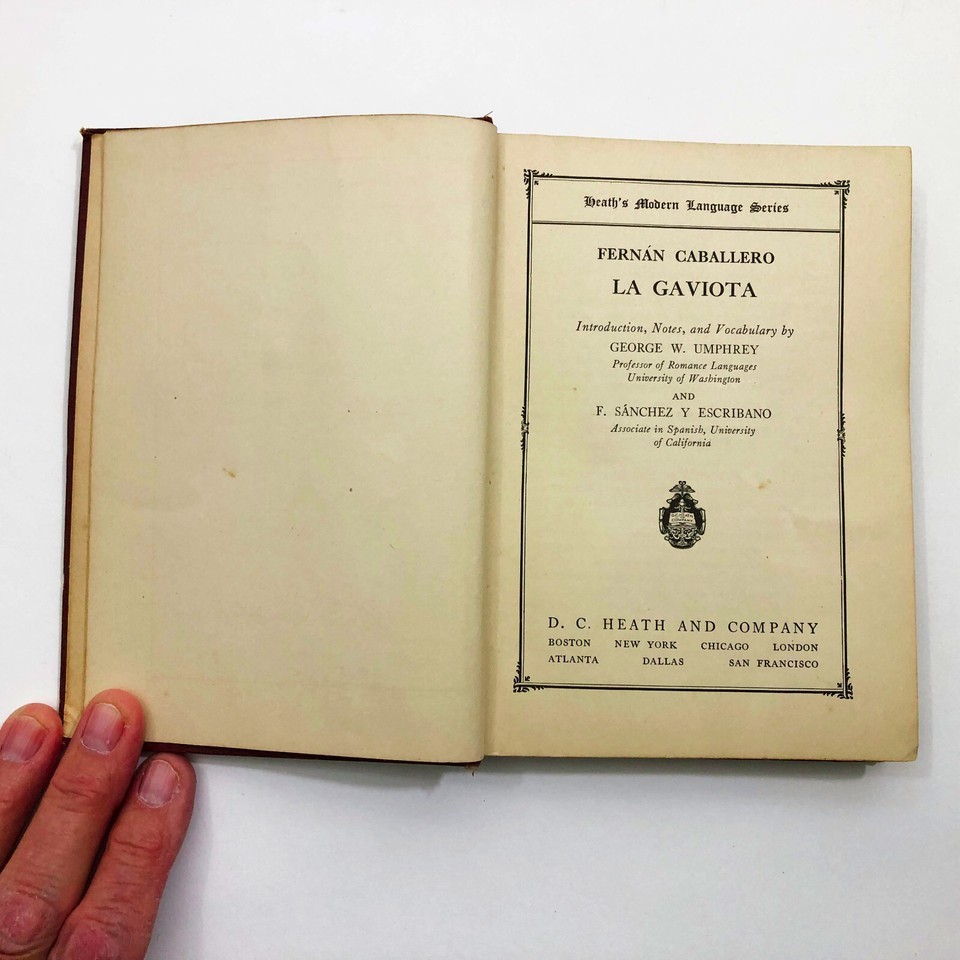 Heath's Modern Language Series
FERNÁN CABALLERO
LA GAVIOTA
Introduction, Notes, and Vocabulary by
GEORGE W. UMPHREY
Professor of Romance Languages
University of Washington
AND
F. SÁNCHEZ Y ESCRIBANO
Associate in Spanish, University
of California
D. C. HEATH AND COMPANY
BOSTON NEW YORK CHICAGO LONDON
ATLANTA DALLAS SAN FRANCISCO